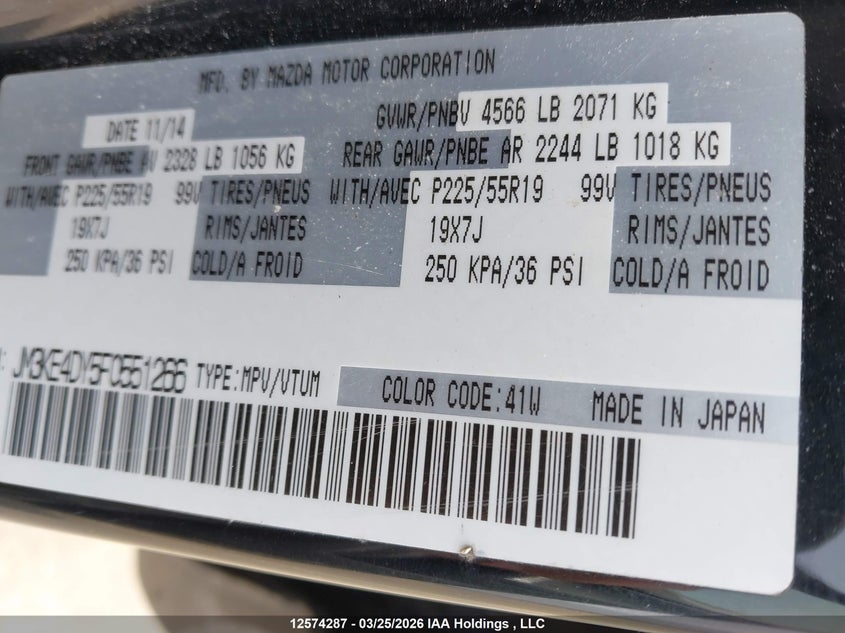 MFD. BY MAZDA MOTOR CORPORATION
DATE 11/14 GVWR/PNBV 4566 LB 2071 KG
FRONT GAWR/PNBE AV 2328 LB 1056 KG REAR GAWR/PNBE AR 2244 LB 1018 KG
WITH/AVEC P225/55R19 99V TIRES/PNEUS WITH/AVEC P225/55R19 99V TIRES/PNEUS
19X7J RIMS/JANTES 19X7J RIMS/JANTES
250 KPA/36 PSI COLD/A FROID 250 KPA/36 PSI COLD/A FROID
JM3KE4DY5F0551266 TYPE:MPV/VTUM COLOR CODE:41W MADE IN JAPAN
12574287 - 03/25/2026 IAA Holdings , LLC